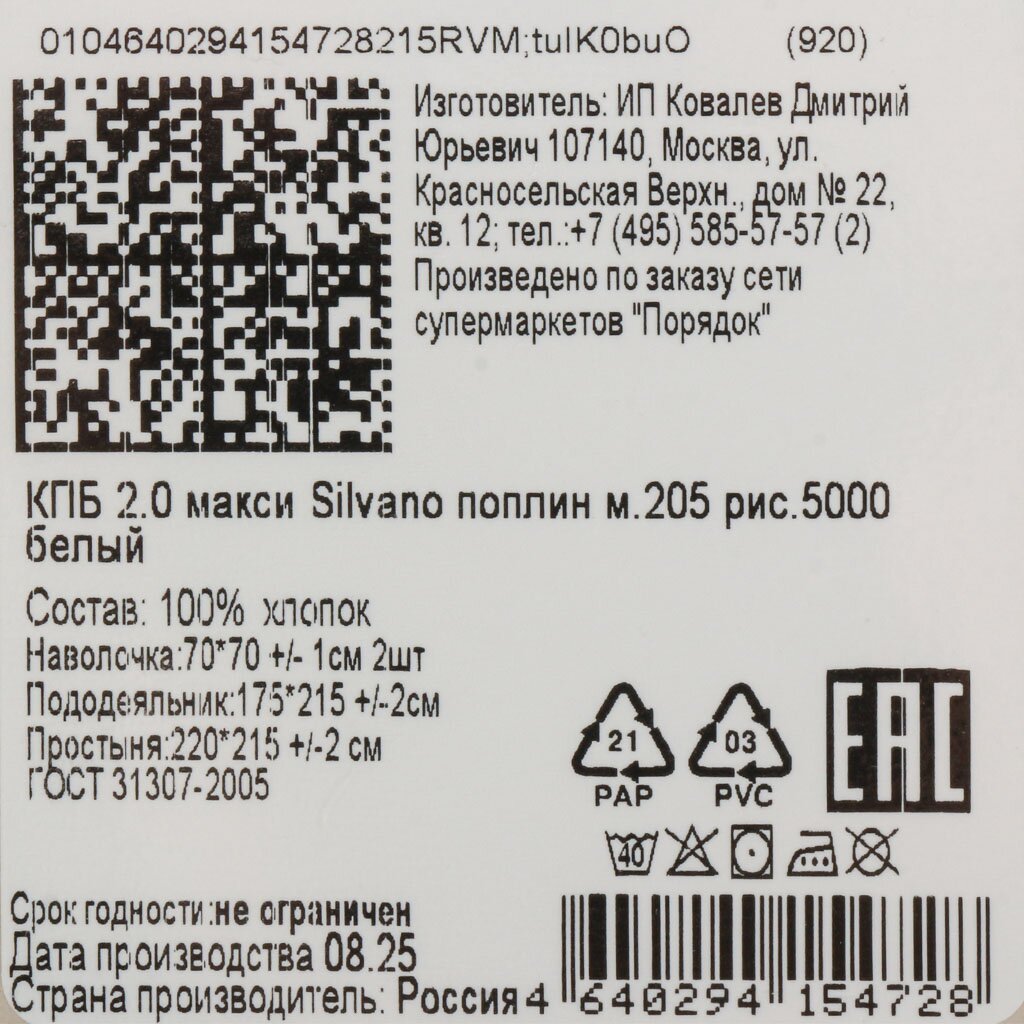 0104640294154728215RVM;tuIK0buO (920)
Изготовитель: ИП Ковалев Дмитрий
Юрьевич 107140, Москва, ул.
Красносельская Верхн., дом № 22,
кв. 12; тел.:+7 (495) 585-57-57 (2)
Произведено по заказу сети
супермаркетов "Порядок"
КПБ 2.0 макси Silvano поплин м.205 рис.5000
белый
Состав: 100% хлопок
Наволочка:70*70 +/- 1см 2шт
Пододеяльник:175*215 +/-2см
Простыня:220*215 +/-2 см
ГОСТ 31307-2005
21
PAP
03
PVC
EAC
40
Срок годности:не ограничен
Дата производства 08.25
Страна производитель: Россия
4 640294 154728